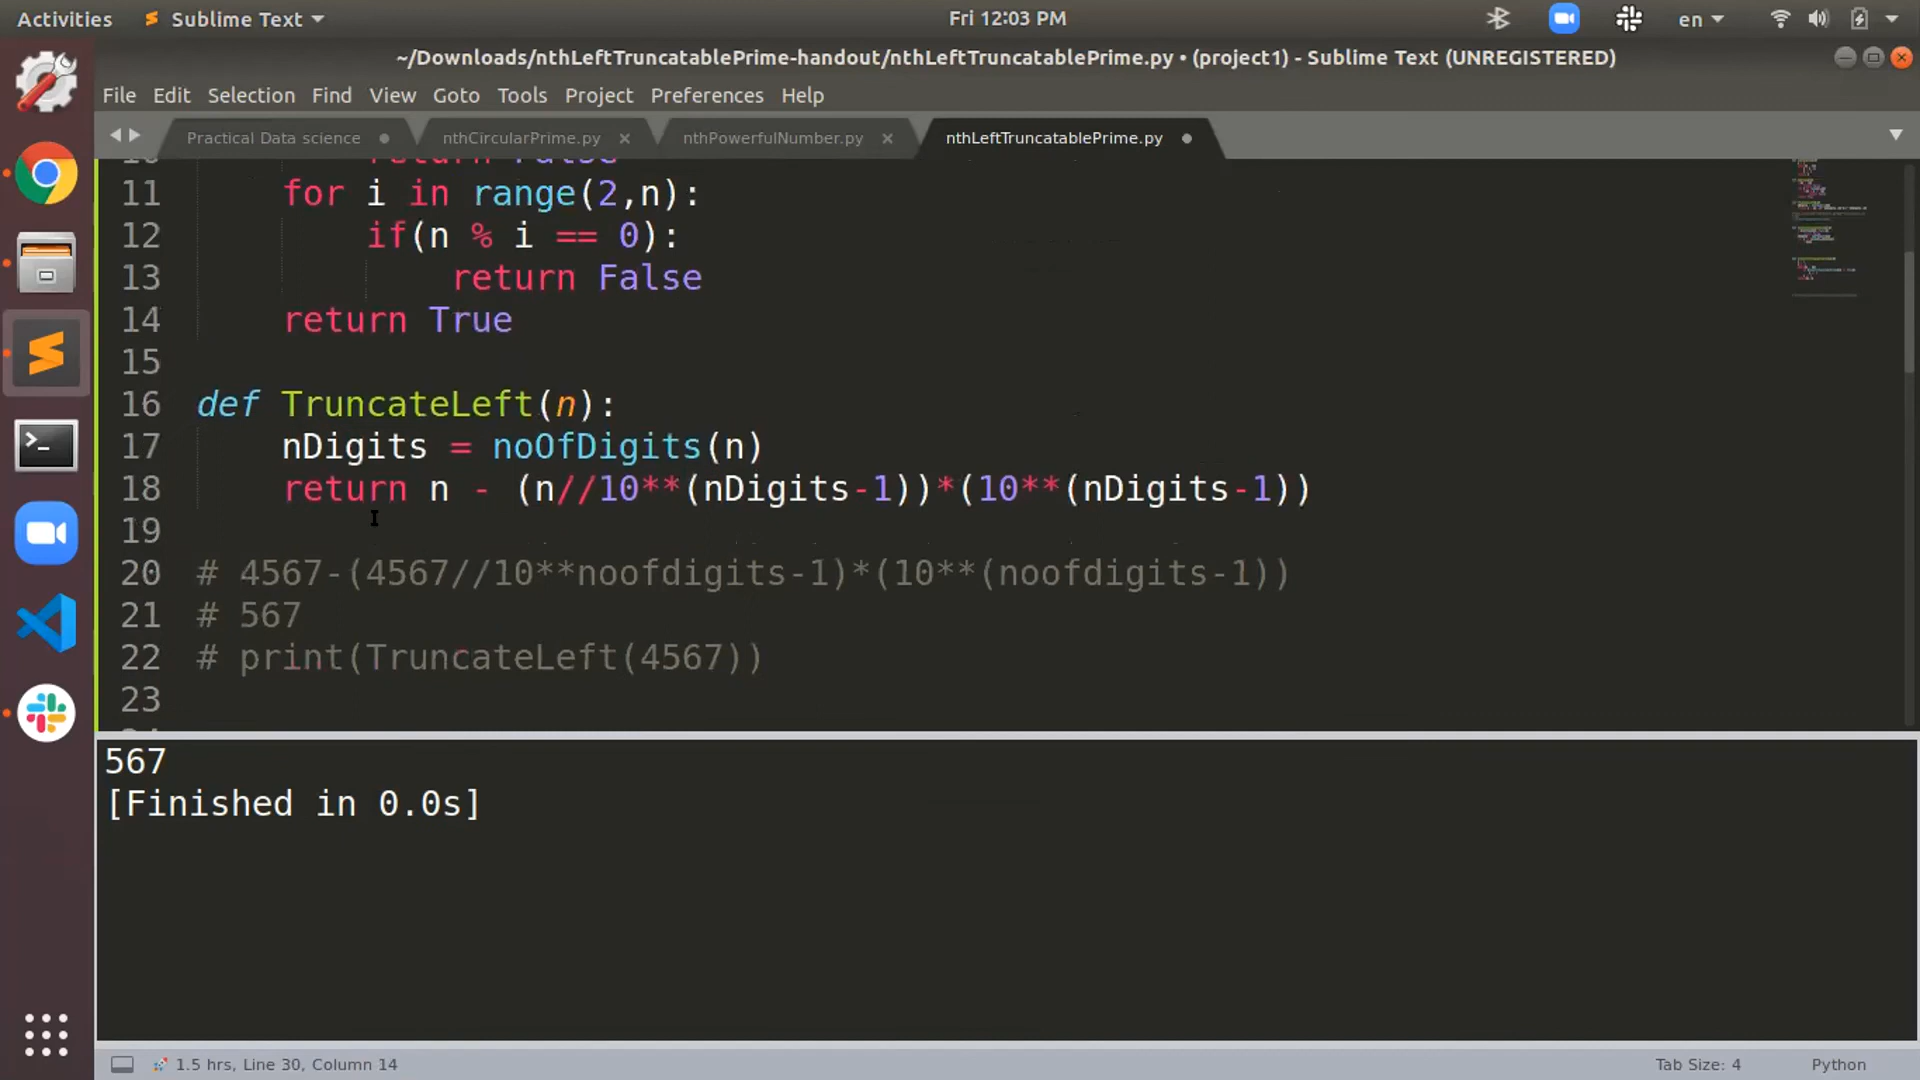 Activities
Sublime Text
Fri 12:03 PM
en
~/Downloads/nthLeftTruncatablePrime-handout/nthLeftTruncatablePrime.py • (project1) - Sublime Text (UNREGISTERED)
File Edit Selection Find View Goto Tools Project Preferences Help
Practical Data science
nthCircularPrime.py
nthPowerfulNumber.py
nthLeftTruncatablePrime.py
10 return False
11 for i in range(2,n):
12 if(n % i == 0):
13 return False
14 return True
15
16 def TruncateLeft(n):
17 nDigits = noOfDigits(n)
18 return n - (n//10**(nDigits-1))*(10**(nDigits-1))
19
20 # 4567-(4567//10**noofdigits-1)*(10**(noofdigits-1))
21 # 567
22 # print(TruncateLeft(4567))
23
567
[Finished in 0.0s]
1.5 hrs, Line 30, Column 14
Tab Size: 4
Python